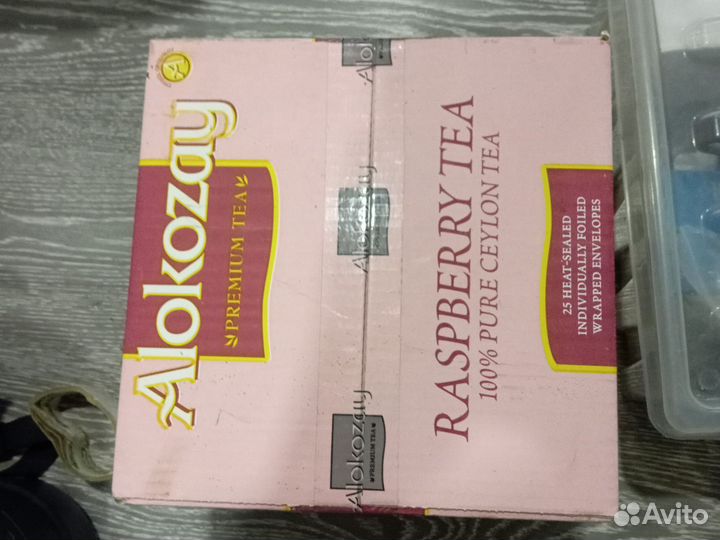 Alokozay
PREMIUM TEA
Alokozay
Alokozay
Alokozay
PREMIUM TEA
RASPBERRY TEA
100% PURE CEYLON TEA
25 HEAT-SEALED
INDIVIDUALLY FOILED
WRAPPED ENVELOPES
Avito